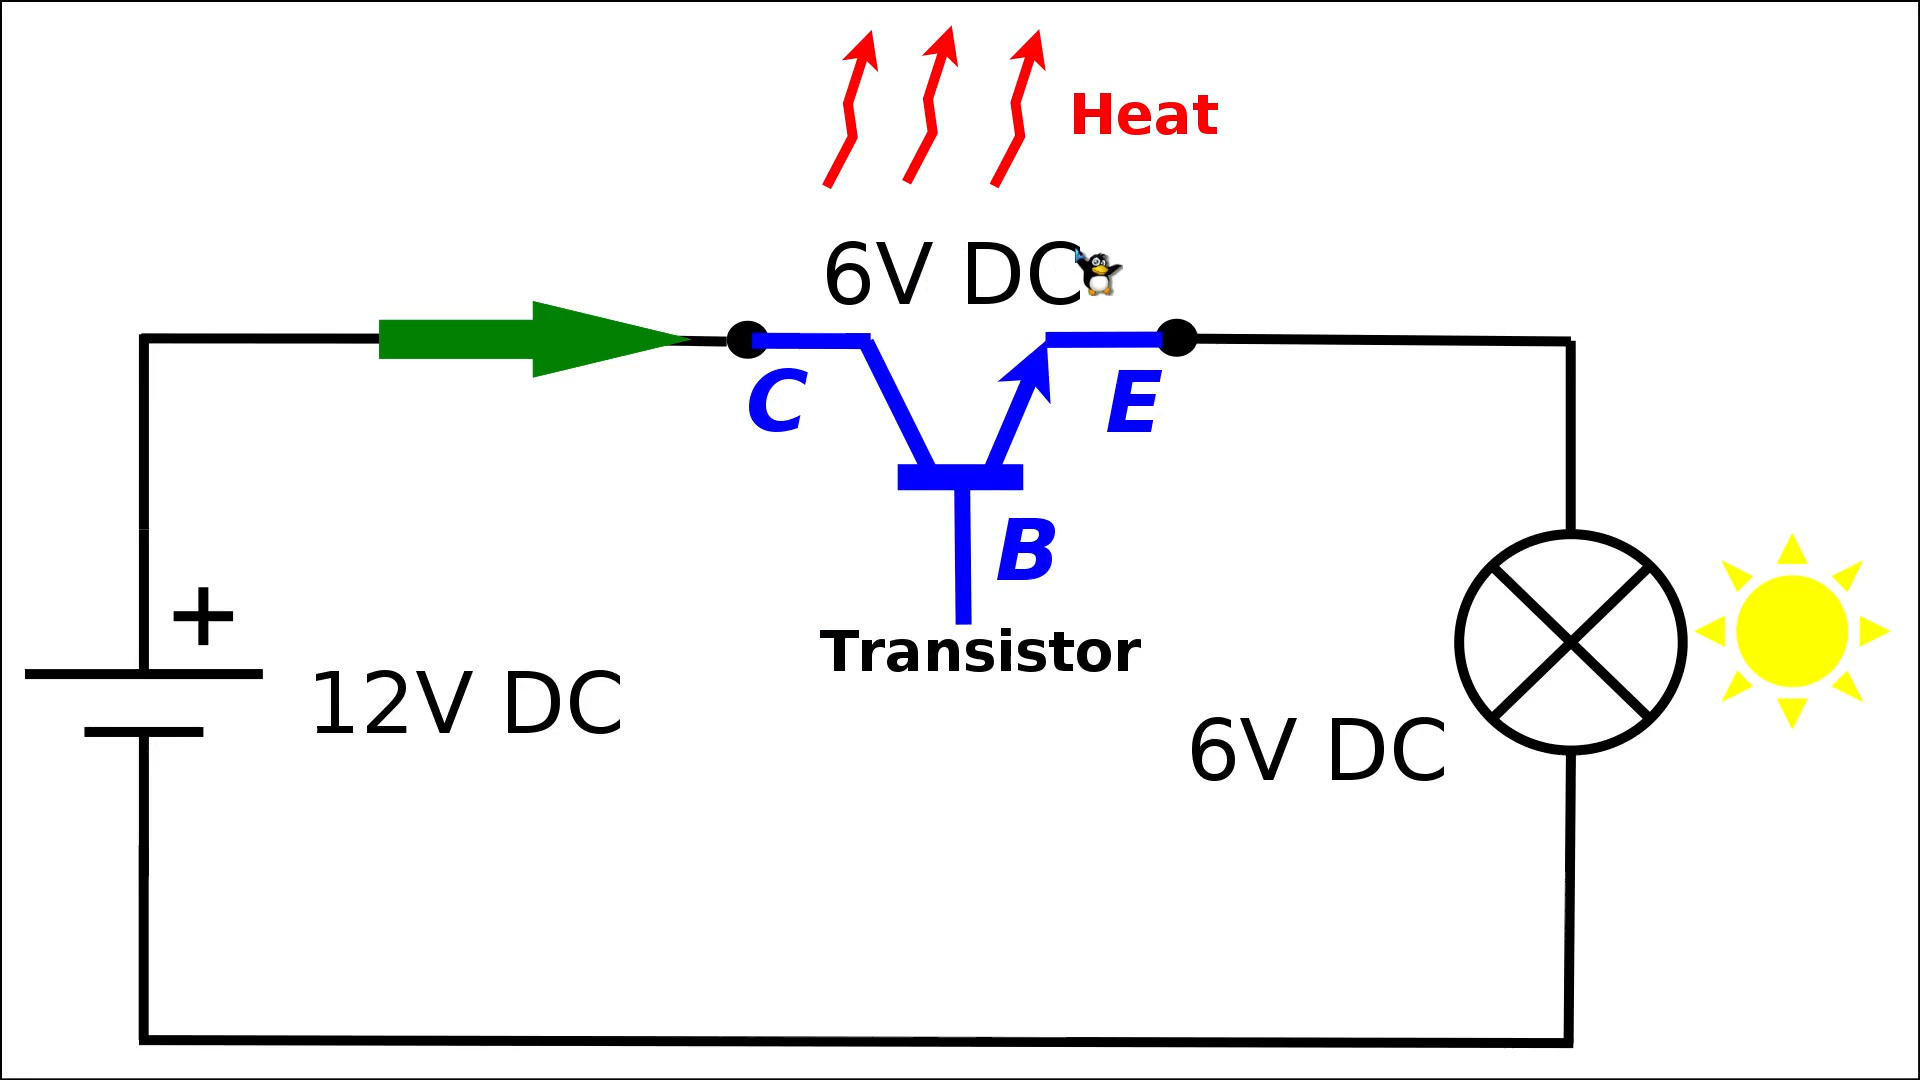 Heat
6V DC
C
E
B
Transistor
+
12V DC
6V DC